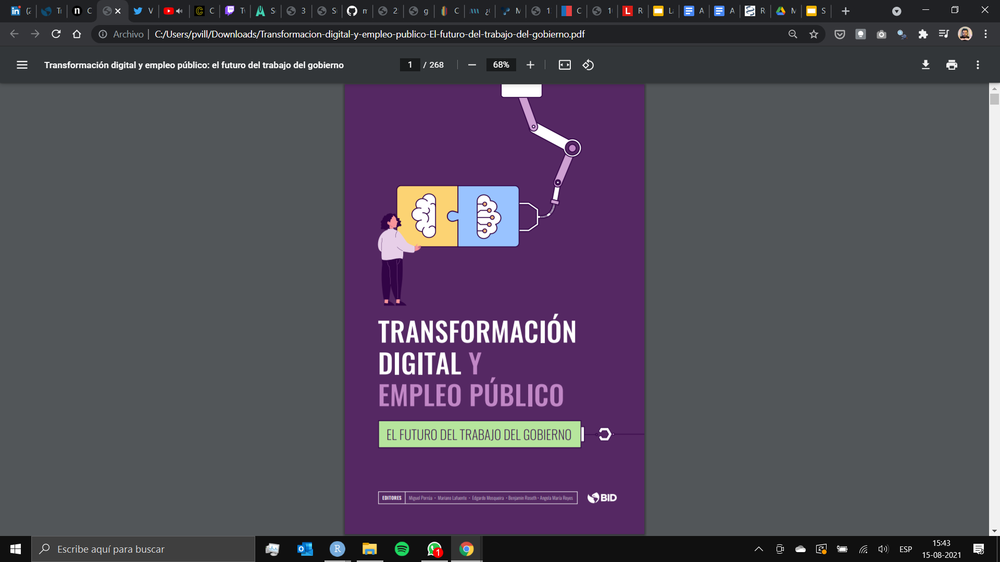 (2
Tr
C
V
C
Tw
S
3
S
m
2
g
C
¿(
M
1
C
1
R
L
A
A
R
M
S
Archivo | C:/Users/pvill/Downloads/Transformacion-digital-y-empleo-publico-El-futuro-del-trabajo-del-gobierno.pdf
Transformación digital y empleo público: el futuro del trabajo del gobierno
1 / 268
68%
TRANSFORMACIÓN
DIGITAL Y
EMPLEO PÚBLICO
EL FUTURO DEL TRABAJO DEL GOBIERNO
EDITORES Miguel Porrúa • Mariano Lafuente • Edgardo Mosqueira • Benjamin Roseth • Angela María Reyes
BID
Escribe aquí para buscar
R
1
ESP
15:43
15-08-2021